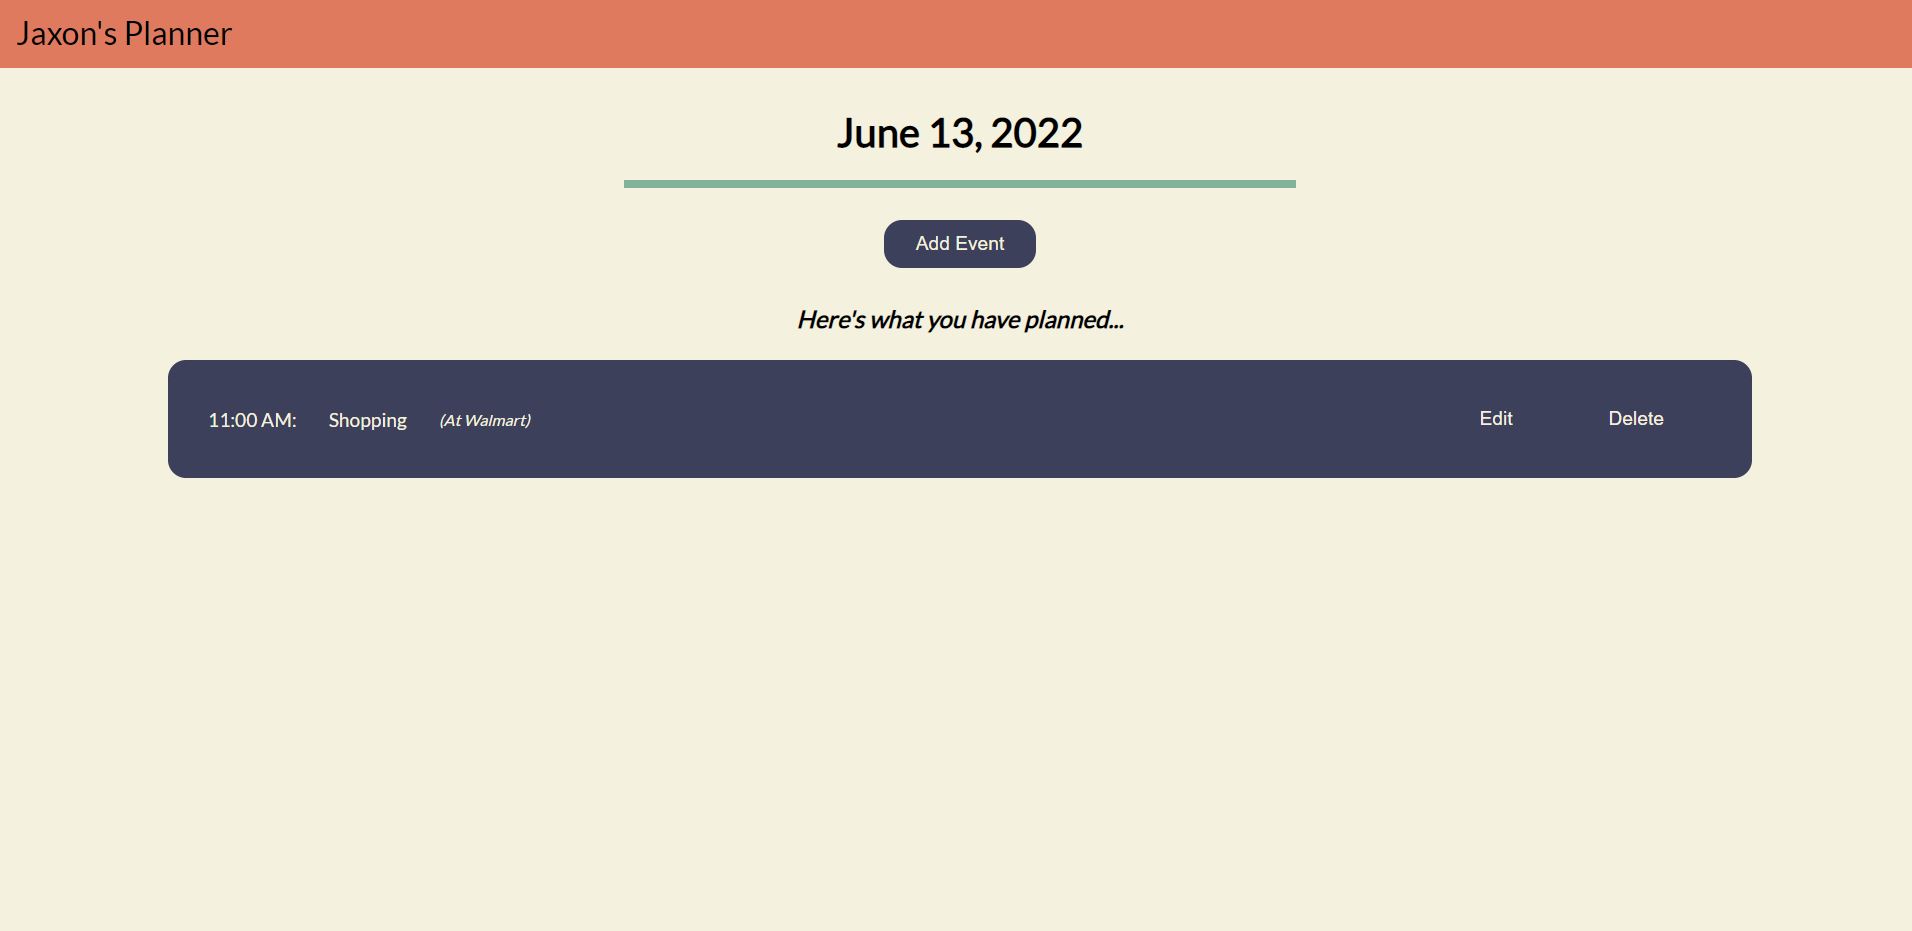 Jaxon's Planner
June 13, 2022
Add Event
Here's what you have planned...
11:00 AM: Shopping (At Walmart) Edit Delete